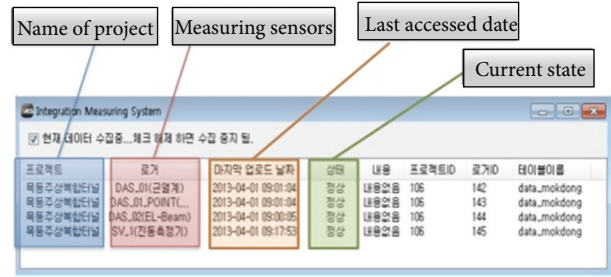 Name of project
Measuring sensors
Last accessed date
Current state
Integration Measuring System
현재 데이터 수집중...체크 해제 하면 수집 중지 됨.
프로젝트 로거 마지막 업로드 날짜 상태 내용 프로젝트ID 로거ID 테이블이름
목동주상복합터널 DAS_01(균열계) 2013-04-01 09:01:04 정상 내용없음 106 142 data_mokdong
목동주상복합터널 DAS_01_POINT(... 2013-04-01 09:01:04 정상 내용없음 106 143 data_mokdong
목동주상복합터널 DAS_02(EL-Beam) 2013-04-01 09:00:05 정상 내용없음 106 144 data_mokdong
목동주상복합터널 SV_1(진동측정기) 2013-04-01 09:17:53 정상 내용없음 106 145 data_mokdong